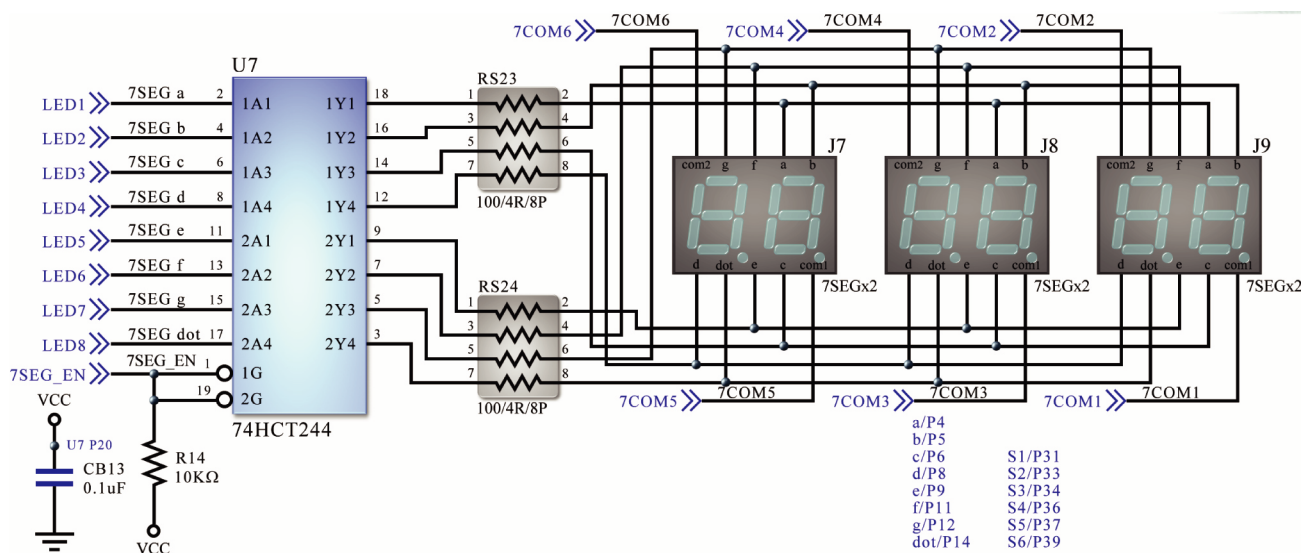 7COM6 7COM6 7COM4 7COM4 7COM2 7COM2
U7
RS23
LED1 7SEG a 2 1A1 1Y1 18 1 2
LED2 7SEG b 4 1A2 1Y2 16 3 4
LED3 7SEG c 6 1A3 1Y3 14 5 6
LED4 7SEG d 8 1A4 1Y4 12 7 8
100/4R/8P
J7 J8 J9
com2 g f a b com2 g f a b com2 g f a b
LED5 7SEG e 11 2A1 2Y1 9
LED6 7SEG f 13 2A2 2Y2 7
LED7 7SEG g 15 2A3 2Y3 5
LED8 7SEG dot 17 2A4 2Y4 3
d dot e c com1 d dot e c com1 d dot e c com1
7SEGx2 7SEGx2 7SEGx2
RS24
1 2
3 4
5 6
7 8
100/4R/8P
7SEG_EN 7SEG_EN 1 1G
19 2G
74HCT244
7COM5 7COM5 7COM3 7COM3 7COM1 7COM1
VCC
U7 P20
CB13
0.1uF
R14
10KΩ
VCC
a/P4
b/P5
c/P6 S1/P31
d/P8 S2/P33
e/P9 S3/P34
f/P11 S4/P36
g/P12 S5/P37
dot/P14 S6/P39